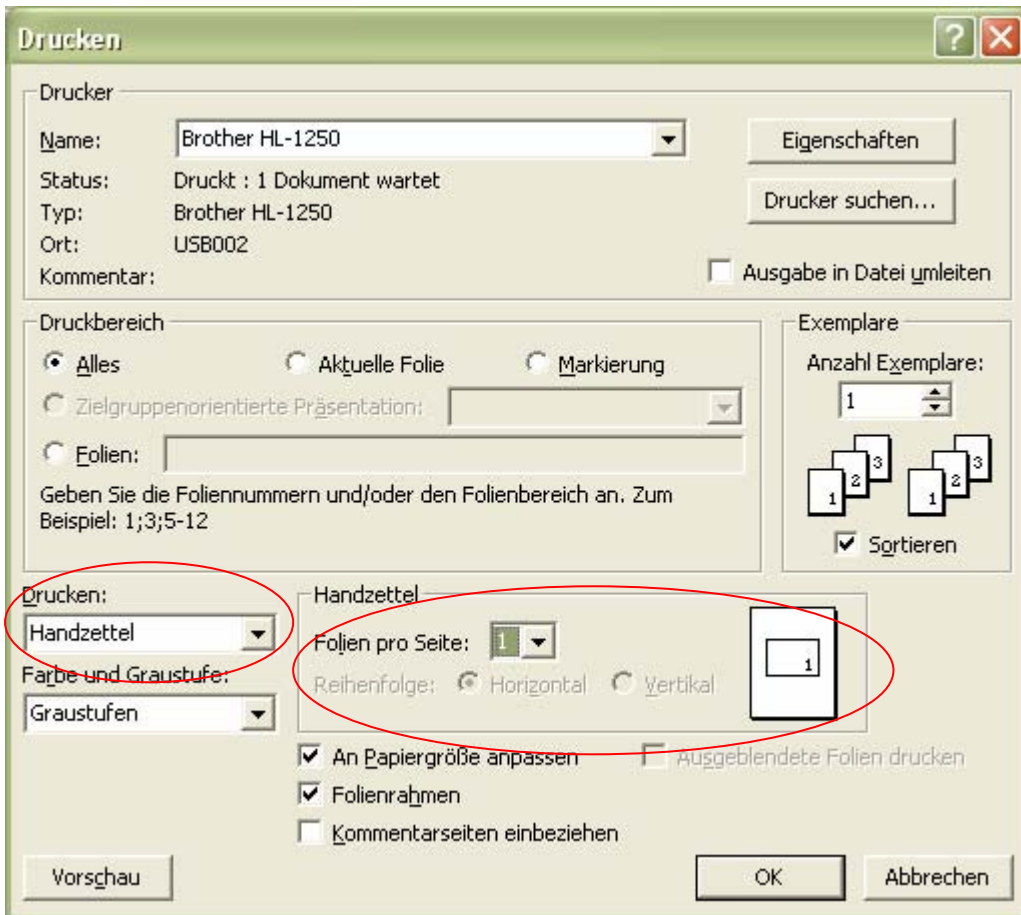 Drucken
Drucker
Name: Brother HL-1250 Eigenschaften
Status: Druckt : 1 Dokument wartet
Typ: Brother HL-1250 Drucker suchen...
Ort: USB002
Kommentar: Ausgabe in Datei umleiten
Druckbereich
Alles Aktuelle Folie Markierung
Zielgruppenorientierte Präsentation:
Folien:
Geben Sie die Foliennummern und/oder den Folienbereich an. Zum
Beispiel: 1;3;5-12
Exemplare
Anzahl Exemplare:
1
3 3
2 2
1 1
Sortieren
Drucken:
Handzettel
Farbe und Graustufe:
Graustufen
Handzettel
Folien pro Seite: 1
Reihenfolge: Horizontal Vertikal
1
An Papiergröße anpassen Ausgeblendete Folien drucken
Folienrahmen
Kommentarseiten einbeziehen
Vorschau OK Abbrechen